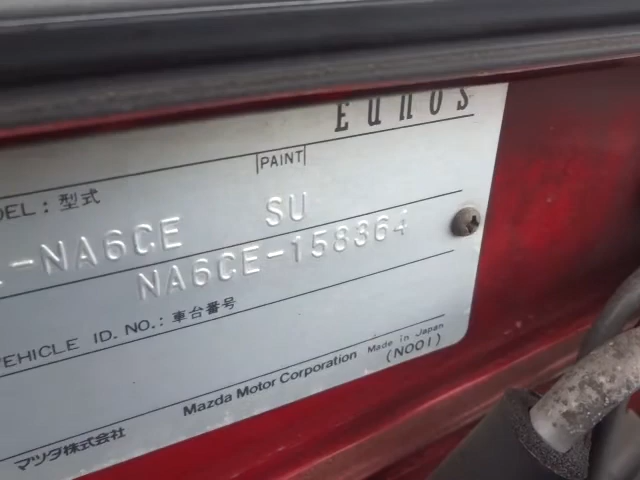 Eunos
PAINT
DEL : 型式
-NA6CE SU
NA6CE-158364
VEHICLE ID. NO. : 車台番号
Mazda Motor Corporation Made in Japan
マツダ株式会社 (N001)